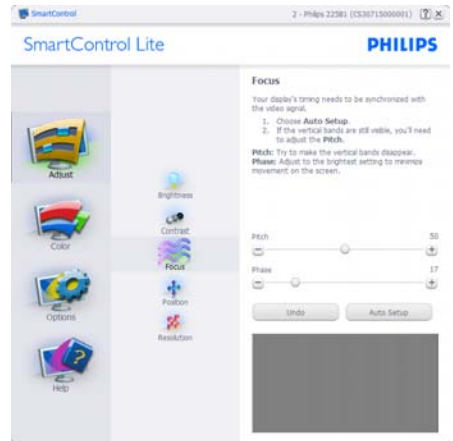 SmartControl
2 - Philips 225B1 (CS30715000001)
SmartControl Lite
PHILIPS
Adjust
Color
Options
Help
Brightness
Contrast
Focus
Position
Resolution
Focus
Your display's timing needs to be synchronized with
the video signal.
1. Choose Auto Setup.
2. If the vertical bands are still visible, you'll need
to adjust the Pitch.
Pitch: Try to make the vertical bands disappear.
Phase: Adjust to the brightest setting to minimize
movement on the screen.
Pitch 50
Phase 17
Undo
Auto Setup